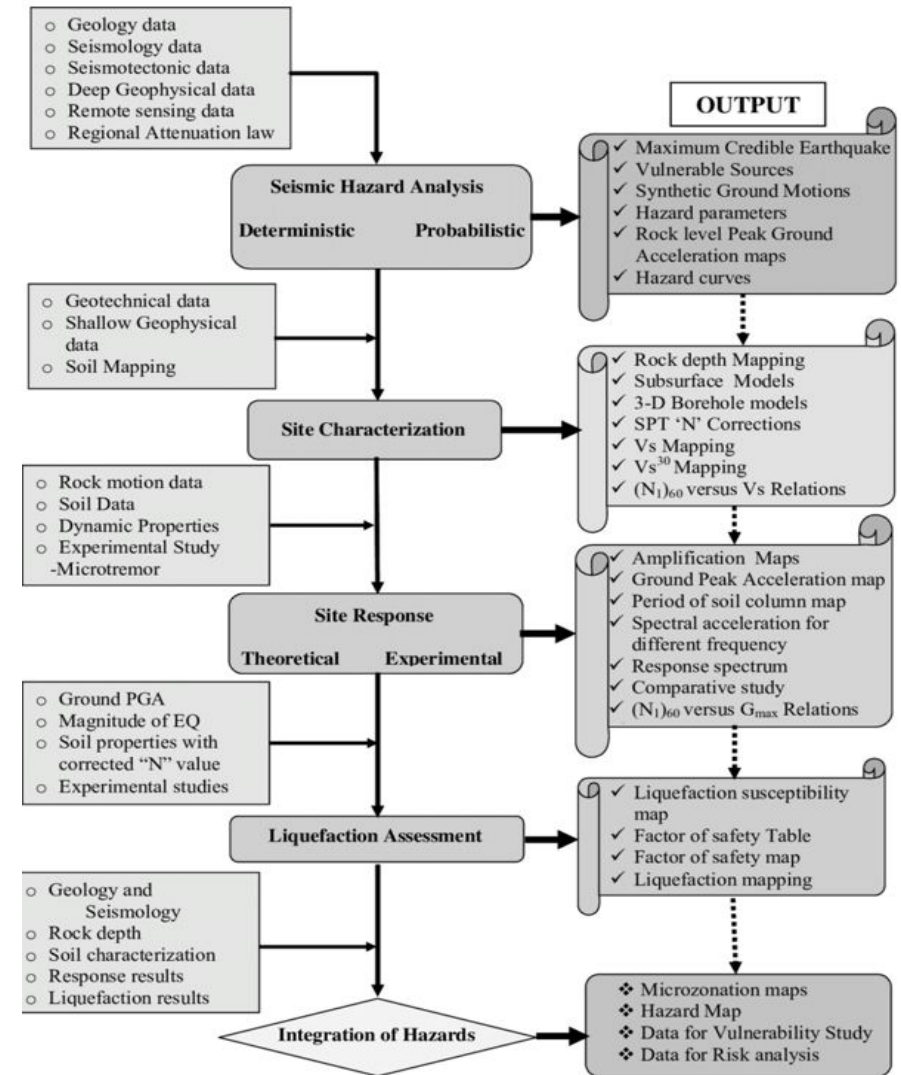 o Geology data
o Seismology data
o Seismotectonic data
o Deep Geophysical data
o Remote sensing data
o Regional Attenuation law
OUTPUT
Seismic Hazard Analysis
Deterministic Probabilistic
✓ Maximum Credible Earthquake
✓ Vulnerable Sources
✓ Synthetic Ground Motions
✓ Hazard parameters
✓ Rock level Peak Ground
Acceleration maps
✓ Hazard curves
o Geotechnical data
o Shallow Geophysical
data
o Soil Mapping
Site Characterization
✓ Rock depth Mapping
✓ Subsurface Models
✓ 3-D Borehole models
✓ SPT ‘N’ Corrections
✓ Vs Mapping
✓ Vs³⁰ Mapping
✓ (N₁)₆₀ versus Vs Relations
o Rock motion data
o Soil Data
o Dynamic Properties
o Experimental Study
-Microtremor
Site Response
Theoretical Experimental
✓ Amplification Maps
✓ Ground Peak Acceleration map
✓ Period of soil column map
✓ Spectral acceleration for
different frequency
✓ Response spectrum
✓ Comparative study
✓ (N₁)₆₀ versus Gmax Relations
o Ground PGA
o Magnitude of EQ
o Soil properties with
corrected “N” value
o Experimental studies
Liquefaction Assessment
✓ Liquefaction susceptibility
map
✓ Factor of safety Table
✓ Factor of safety map
✓ Liquefaction mapping
o Geology and
Seismology
o Rock depth
o Soil characterization
o Response results
o Liquefaction results
Integration of Hazards
❖ Microzonation maps
❖ Hazard Map
❖ Data for Vulnerability Study
❖ Data for Risk analysis